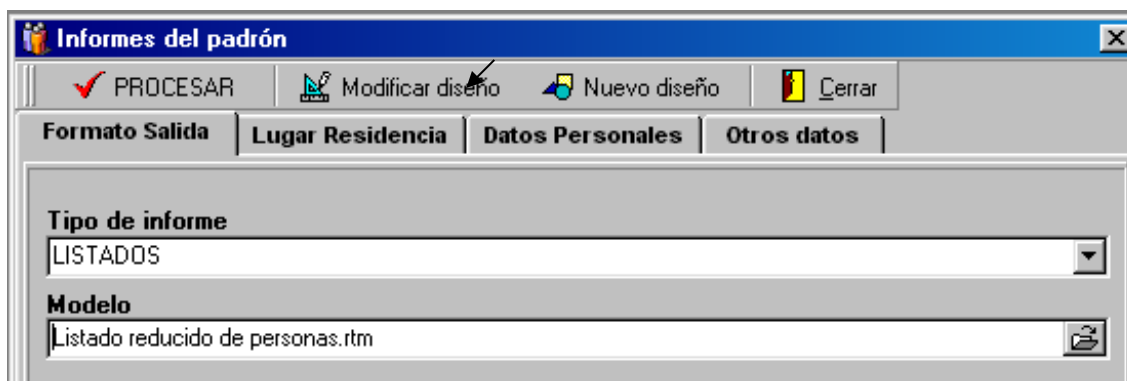 Informes del padrón
PROCESAR Modificar diseño Nuevo diseño Cerrar
Formato Salida Lugar Residencia Datos Personales Otros datos
Tipo de informe
LISTADOS
Modelo
Listado reducido de personas.rtm